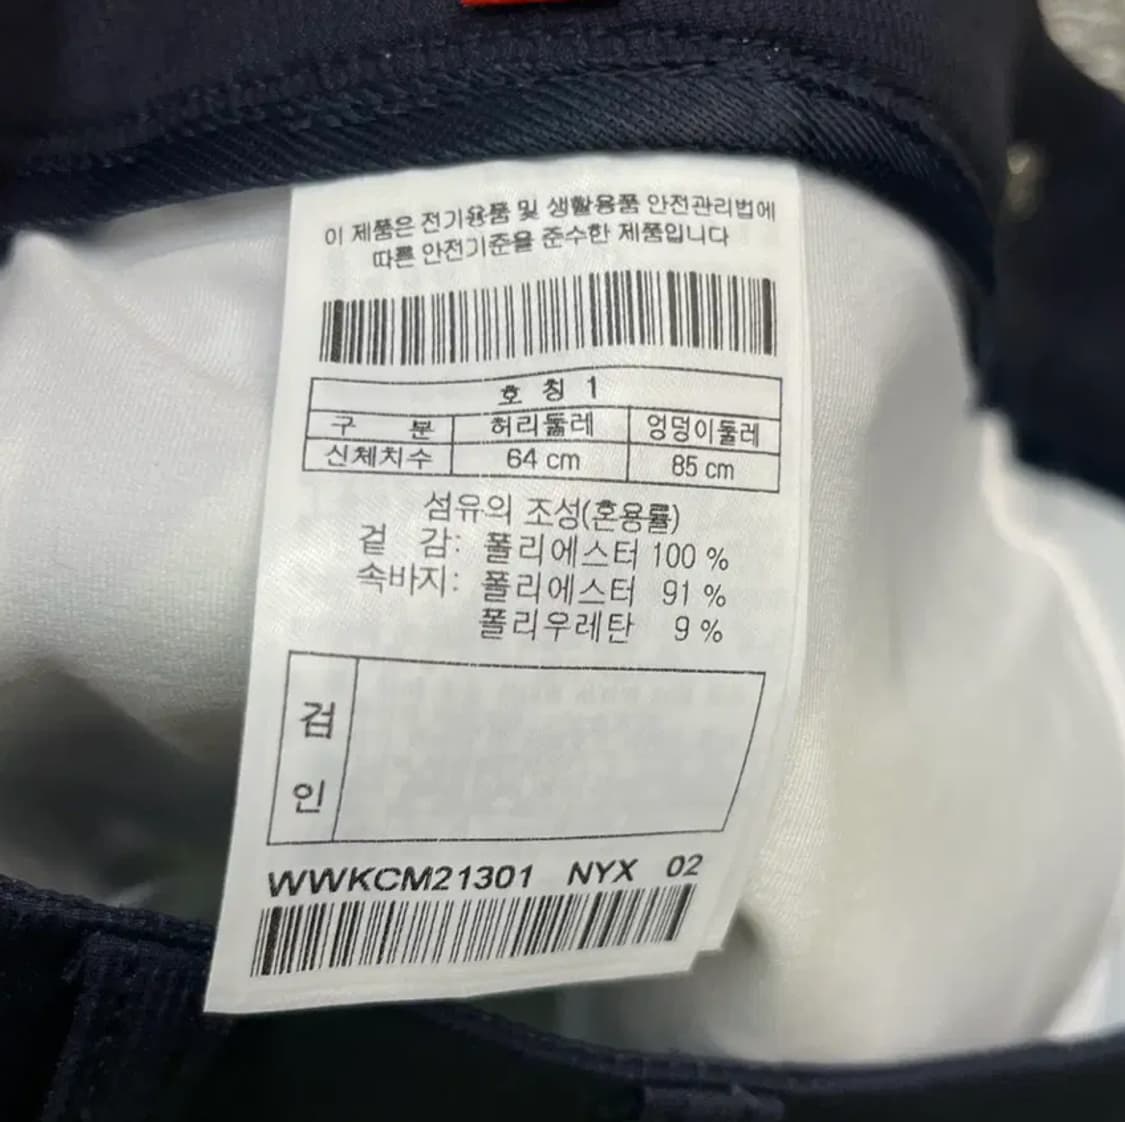 이 제품은 전기용품 및 생활용품 안전관리법에
따른 안전기준을 준수한 제품입니다
호 칭 1
구 분 허리둘레 엉덩이둘레
신체치수 64 cm 85 cm
섬유의 조성(혼용률)
겉 감: 폴리에스터 100 %
속바지: 폴리에스터 91 %
폴리우레탄 9 %
검
인
WWKCM21301 NYX 02